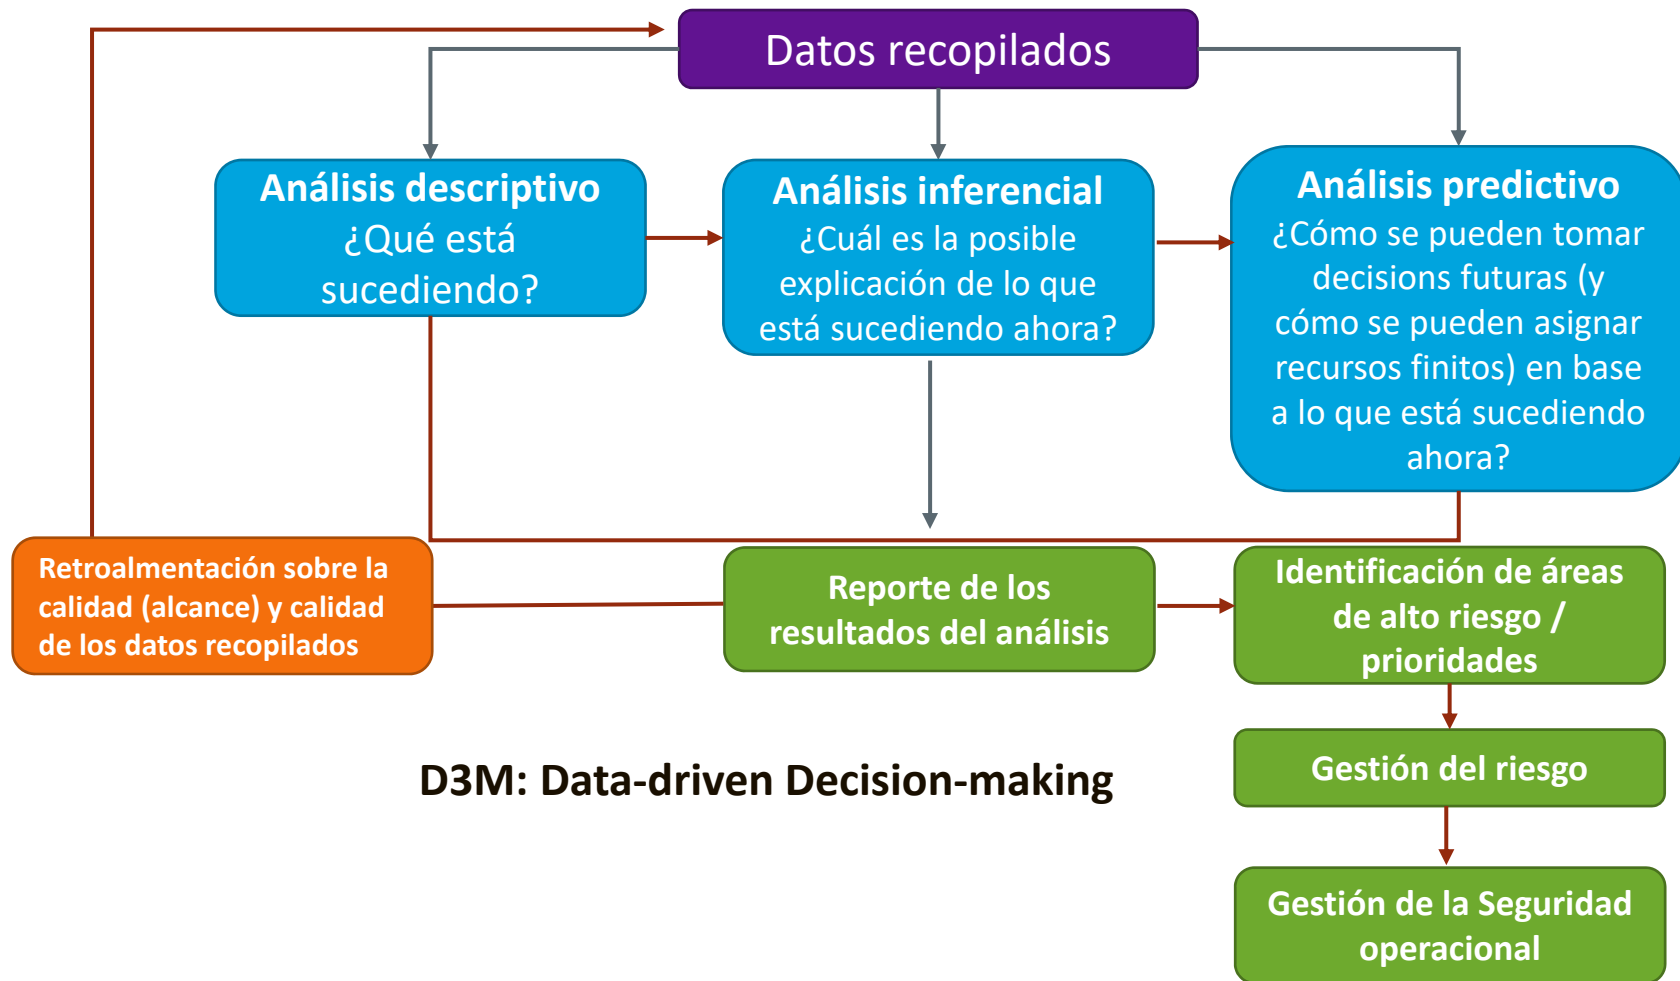 Datos recopilados
Análisis descriptivo
¿Qué está
sucediendo?
Análisis inferencial
¿Cuál es la posible
explicación de lo que
está sucediendo ahora?
Análisis predictivo
¿Cómo se pueden tomar
decisions futuras (y
cómo se pueden asignar
recursos finitos) en base
a lo que está sucediendo
ahora?
Retroalmentación sobre la
calidad (alcance) y calidad
de los datos recopilados
Reporte de los
resultados del análisis
Identificación de áreas
de alto riesgo /
prioridades
D3M: Data-driven Decision-making
Gestión del riesgo
Gestión de la Seguridad
operacional